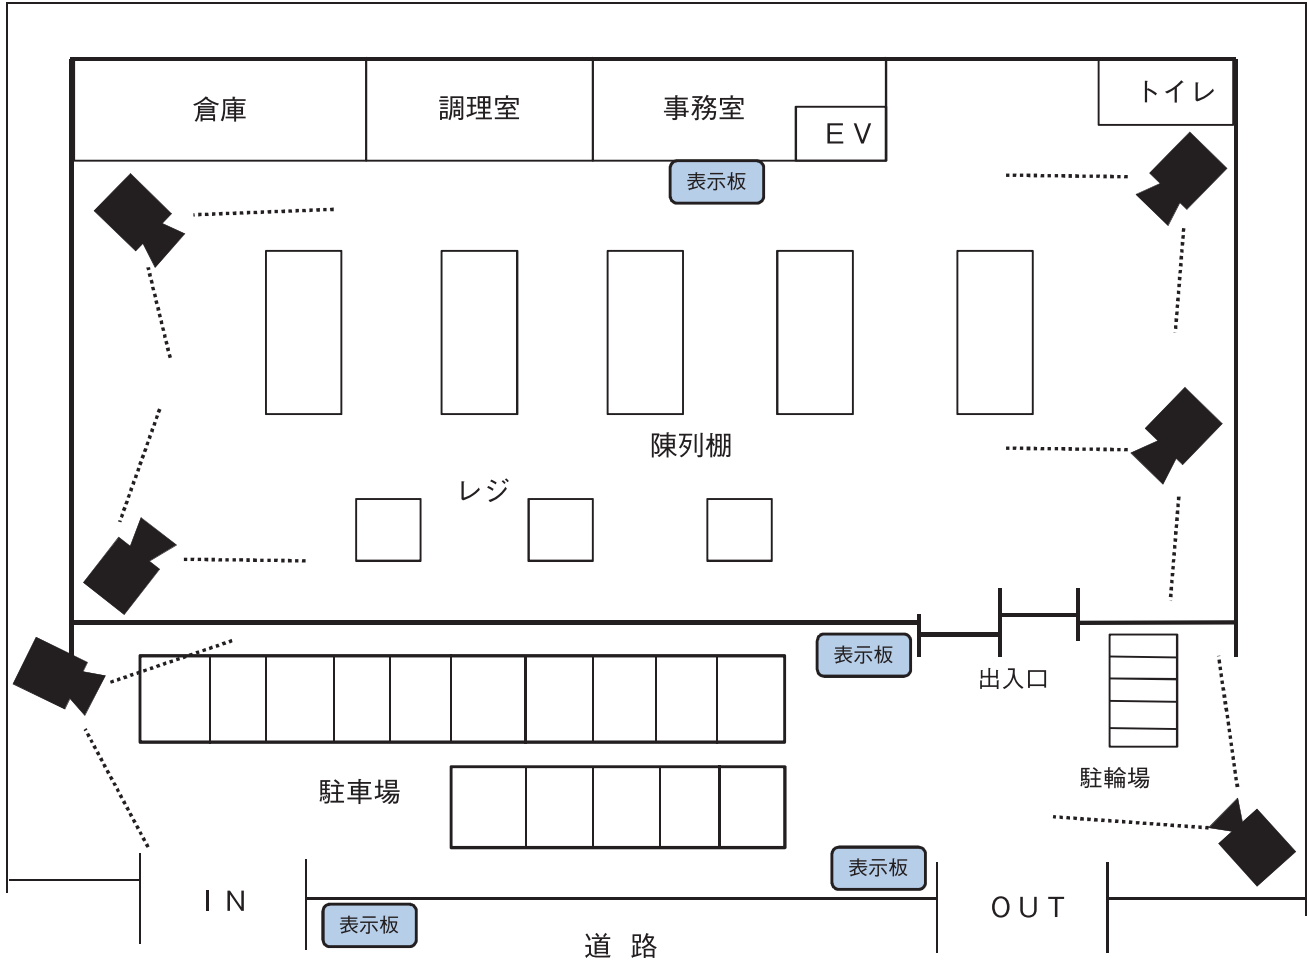 倉庫
調理室
事務室
ＥＶ
トイレ
表示板
陳列棚
レジ
表示板
出入口
駐車場
駐輪場
表示板
ＩＮ
表示板
ＯＵＴ
道 路